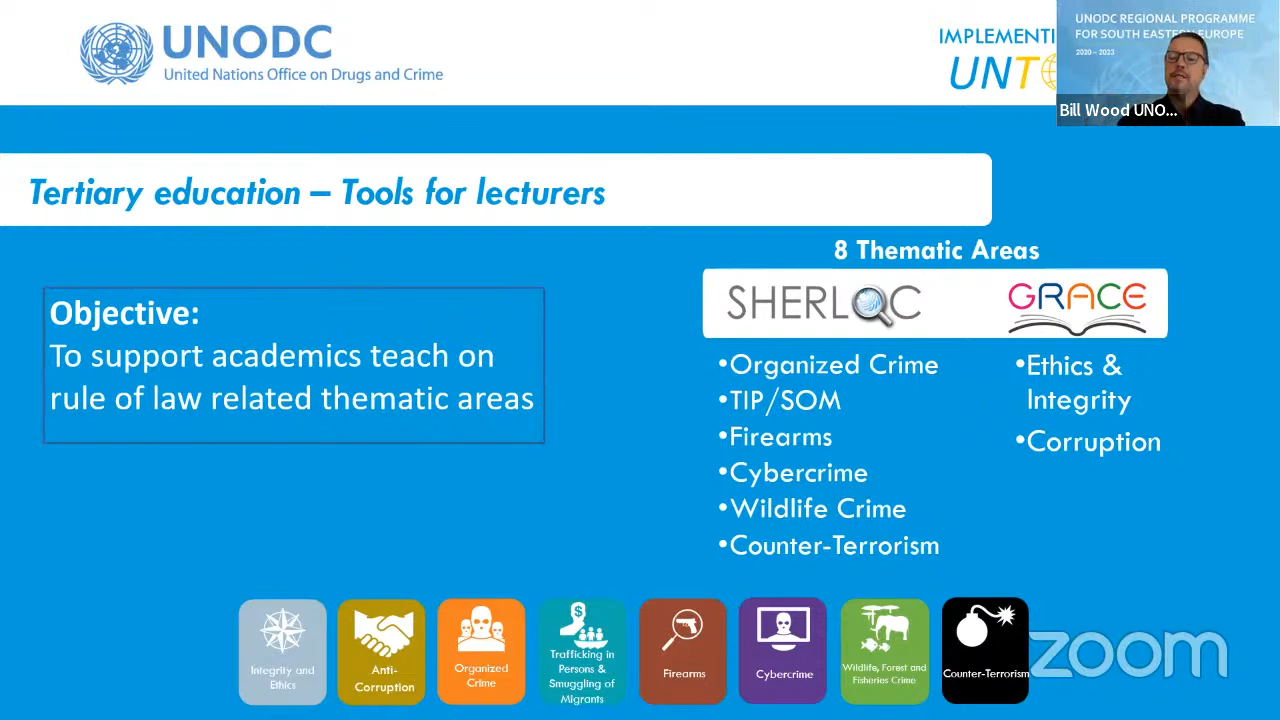 UNODC
United Nations Office on Drugs and Crime
IMPLEMENTI
UNTO
UNODC REGIONAL PROGRAMME
FOR SOUTH EASTERN EUROPE
2020 – 2023
Bill Wood UNO...
Tertiary education – Tools for lecturers
8 Thematic Areas
SHERLOC
GRACE
Objective:
To support academics teach on
rule of law related thematic areas
•Organized Crime
•TIP/SOM
•Firearms
•Cybercrime
•Wildlife Crime
•Counter-Terrorism
•Ethics &
Integrity
•Corruption
Integrity and
Ethics
Anti-
Corruption
Organized
Crime
Trafficking in
Persons &
Smuggling of
Migrants
Firearms
Cybercrime
Wildlife, Forest and
Fisheries Crime
Counter-Terrorism
zoom